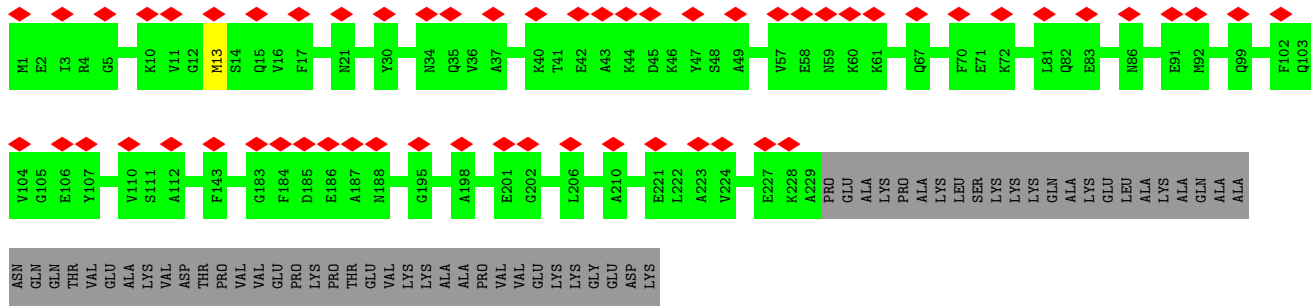 M1 E2 I3 R4 G5 K10 V11 G12 M13 S14 Q15 V16 F17 N21 Y30 N34 Q35 V36 A37 K40 T41 E42 A43 K44 D45 K46 Y47 S48 A49 V57 E58 N59 K60 K61 Q67 F70 E71 K72 L81 Q82 E83 N86 E91 M92 Q99 F102 Q103
V104 G105 E106 Y107 V110 S111 A112 F143 G183 F184 D185 E186 A187 N188 G195 A198 E201 G202 L206 A210 E221 L222 A223 V224 E227 K228 A229 PRO GLU ALA LYS PRO ALA LYS LEU SER LYS LYS LYS GLN ALA LYS GLU LEU ALA LYS ALA GLN ALA ALA
ASN GLN GLN THR VAL GLU ALA LYS VAL ASP THR PRO VAL VAL GLU PRO LYS PRO THR GLU VAL LYS LYS ALA ALA PRO VAL VAL GLU LYS LYS GLY GLU ASP LYS